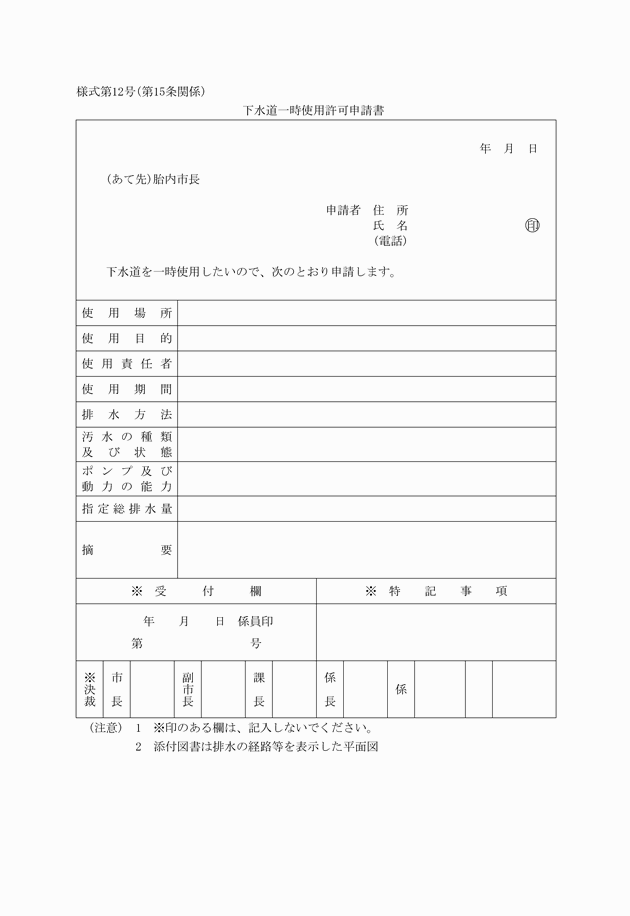 様式第12号(第15条関係)
下水道一時使用許可申請書
年　月　日
(あて先)胎内市長
申請者　住　所
氏　名　㊞
(電話)
下水道を一時使用したいので、次のとおり申請します。
使用場所
使用目的
使用責任者
使用期間
排水方法
汚水の種類
及び状態
ポンプ及び
動力の能力
指定総排水量
摘要
※　受　付　欄
※　特　記　事　項
年　月　日　係員印
第　号
※決裁　市長　副市長　課長　係長　係
(注意)　1　※印のある欄は、記入しないでください。
2　添付図書は排水の経路等を表示した平面図